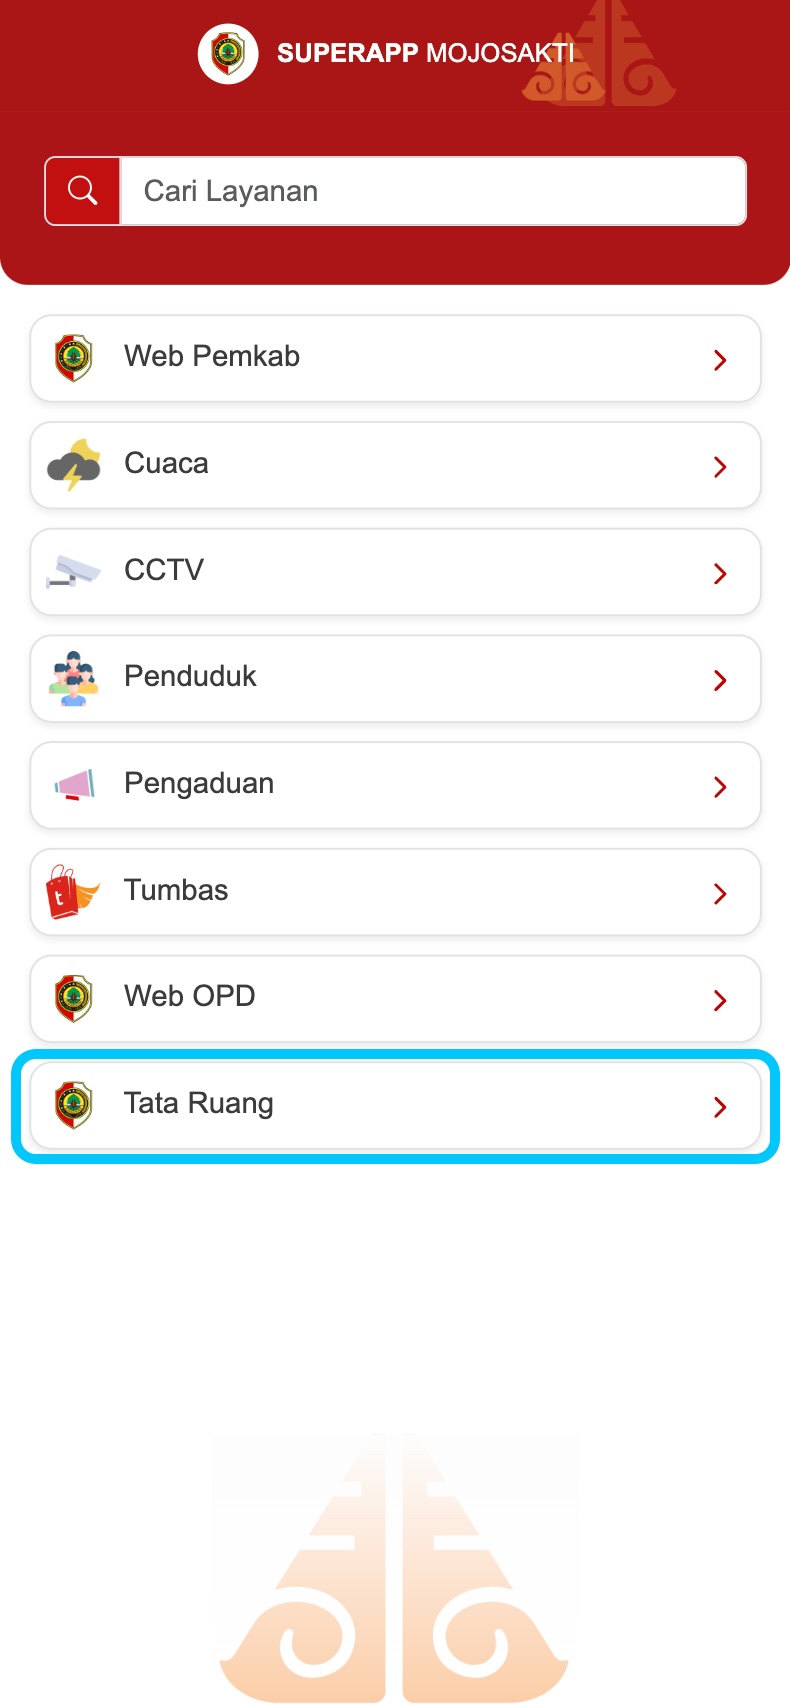 SUPERAPP MOJOSAKTI
Cari Layanan
Web Pemkab
Cuaca
CCTV
Penduduk
Pengaduan
t
Tumbas
Web OPD
Tata Ruang